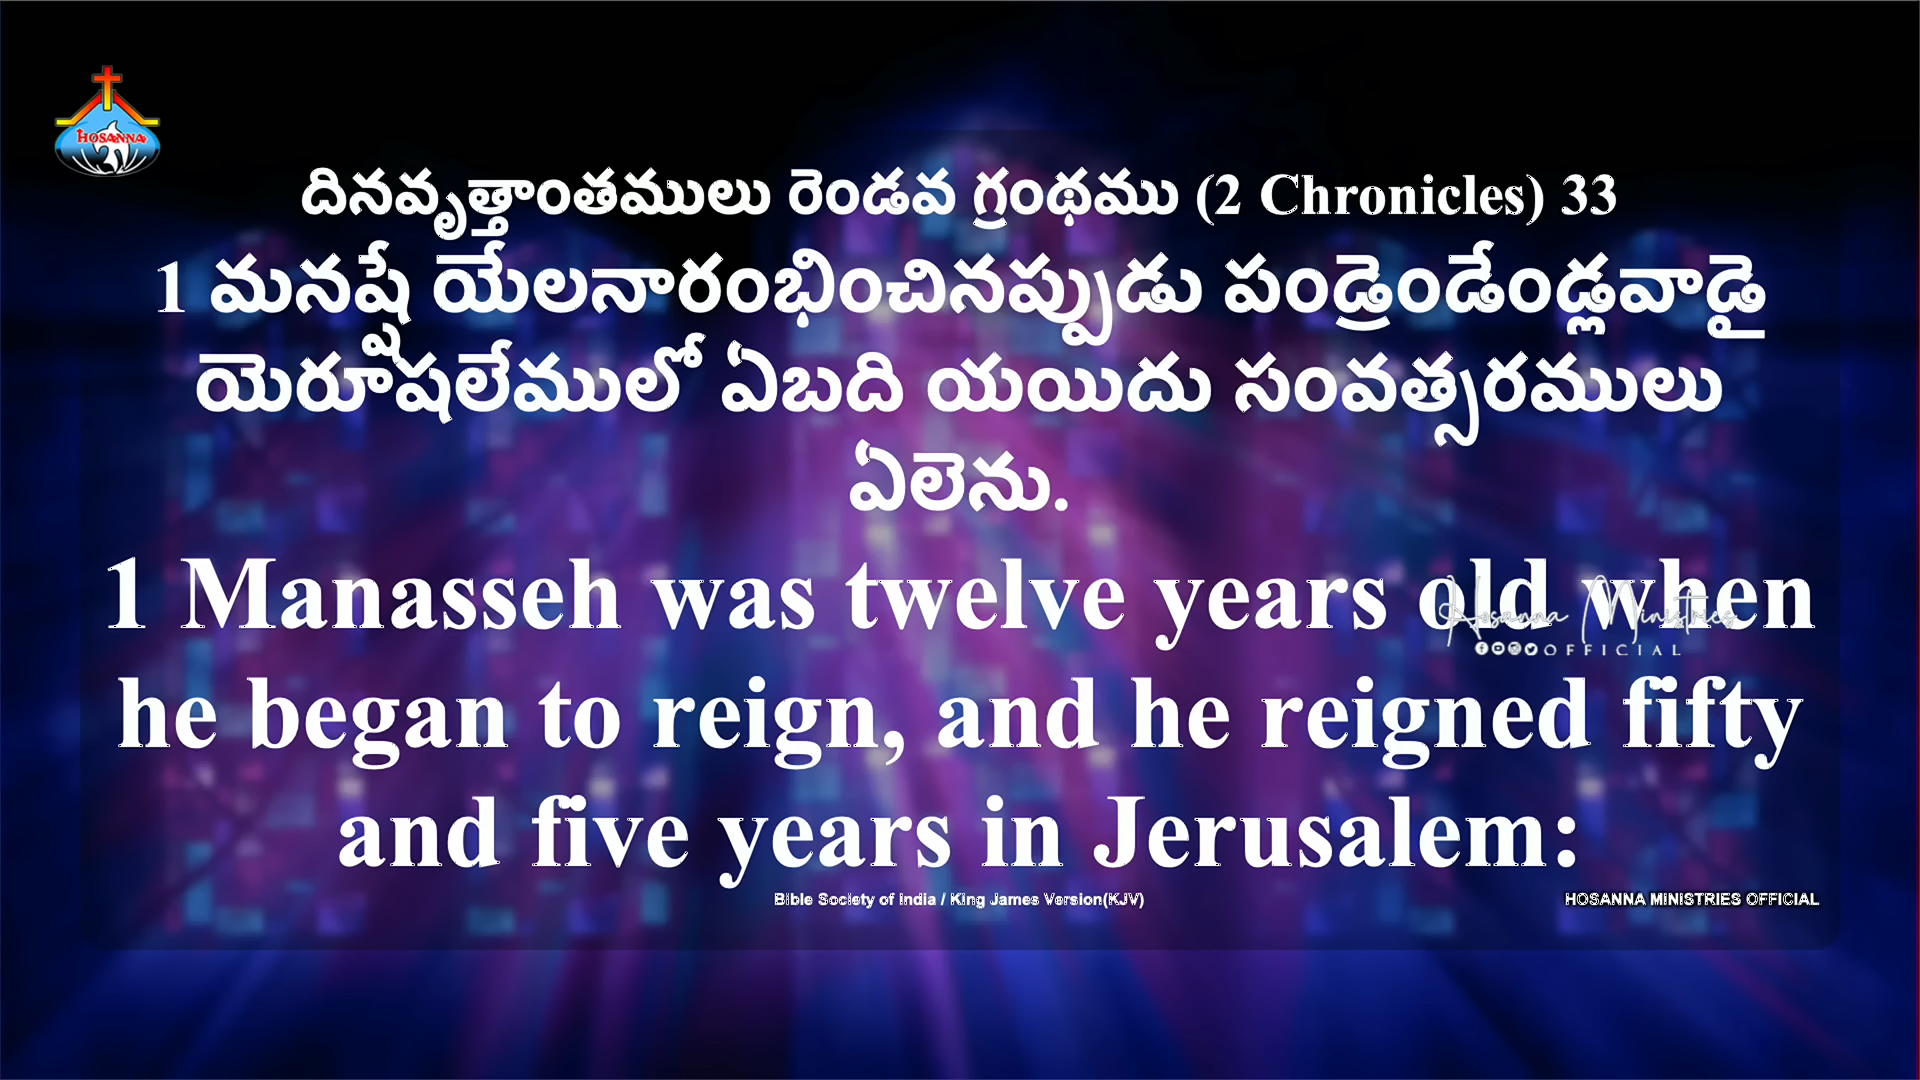 HOSANNA
దినవృత్తాంతములు రెండవ గ్రంథము (2 Chronicles) 33
1 మనష్షే యేలనారంభించినప్పుడు పండ్రెండేండ్లవాడై
యెరూషలేములో ఏబది యయిదు సంవత్సరములు
ఏలెను.
1 Manasseh was twelve years old when
Hosanna Ministries
OFFICIAL
he began to reign, and he reigned fifty
and five years in Jerusalem:
Bible Society of India / King James Version(KJV)
HOSANNA MINISTRIES OFFICIAL